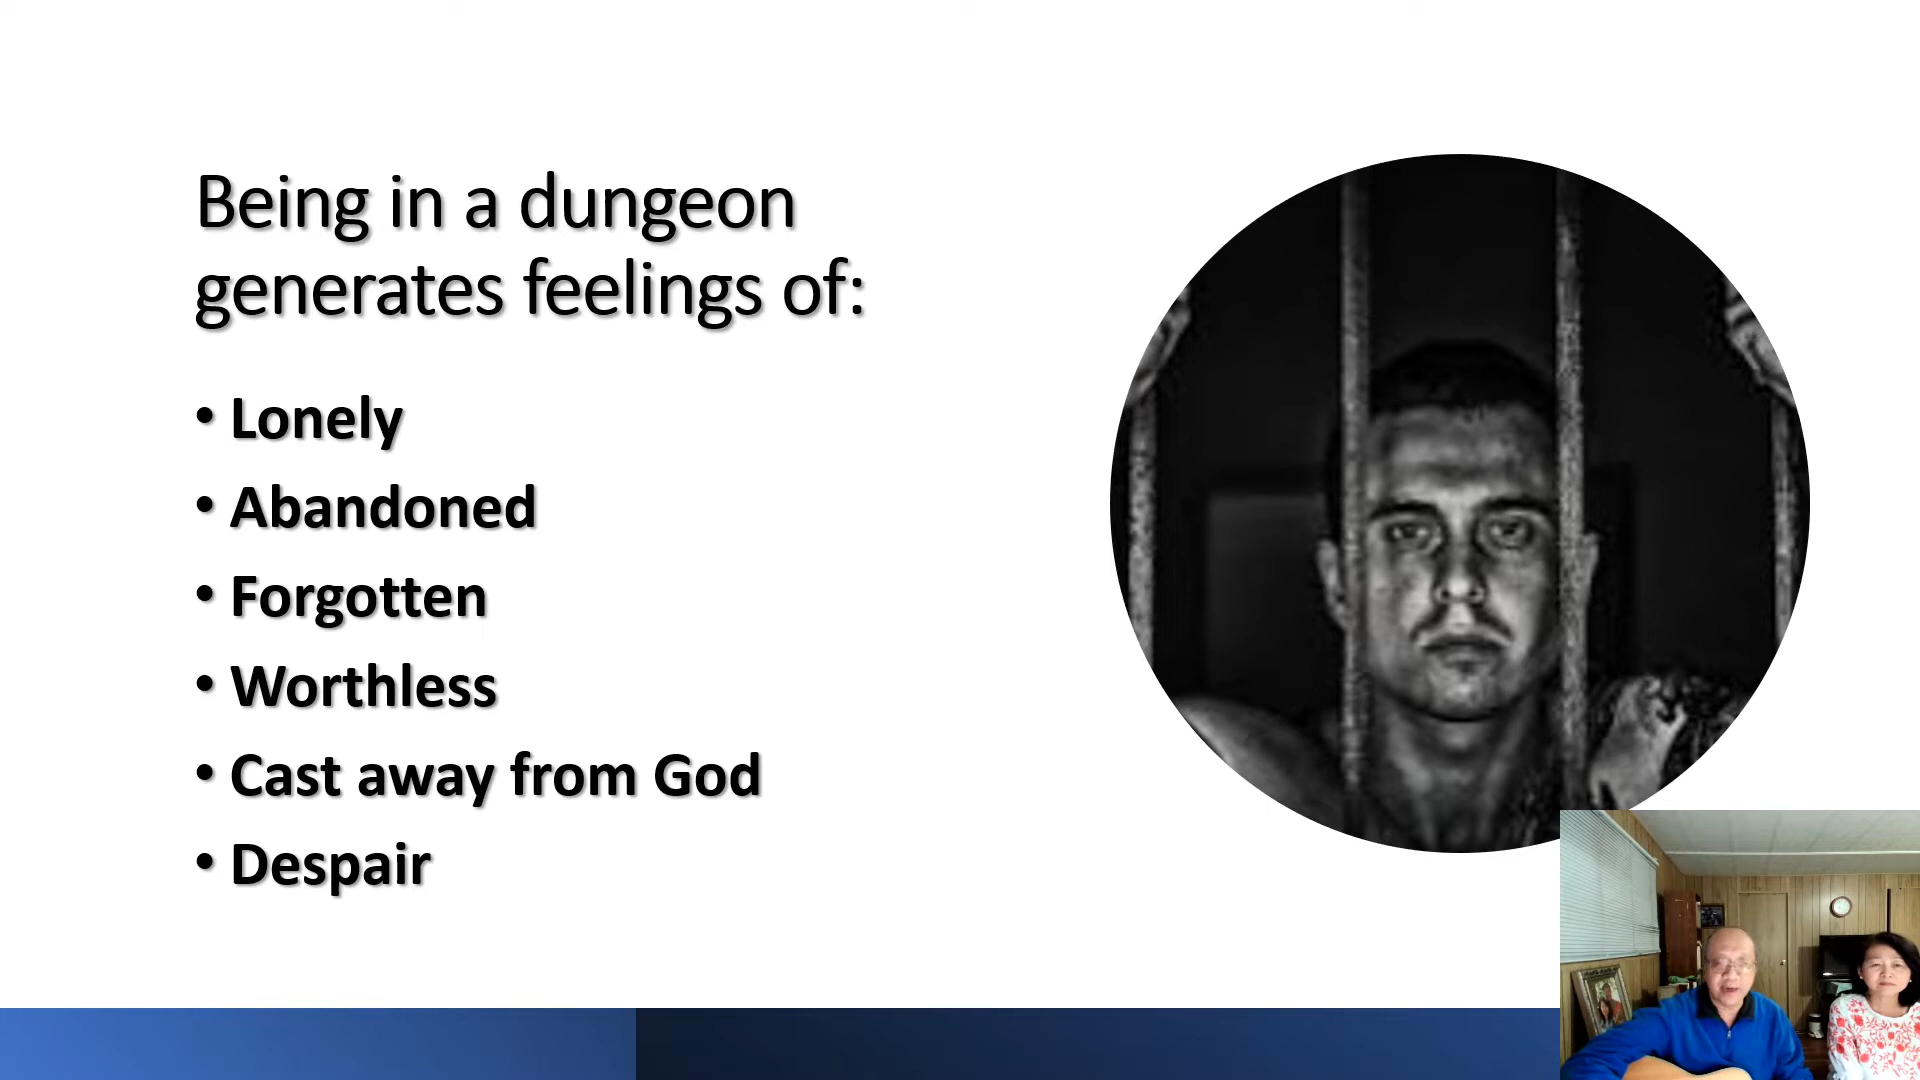 Being in a dungeon
generates feelings of:
• Lonely
• Abandoned
• Forgotten
• Worthless
• Cast away from God
• Despair